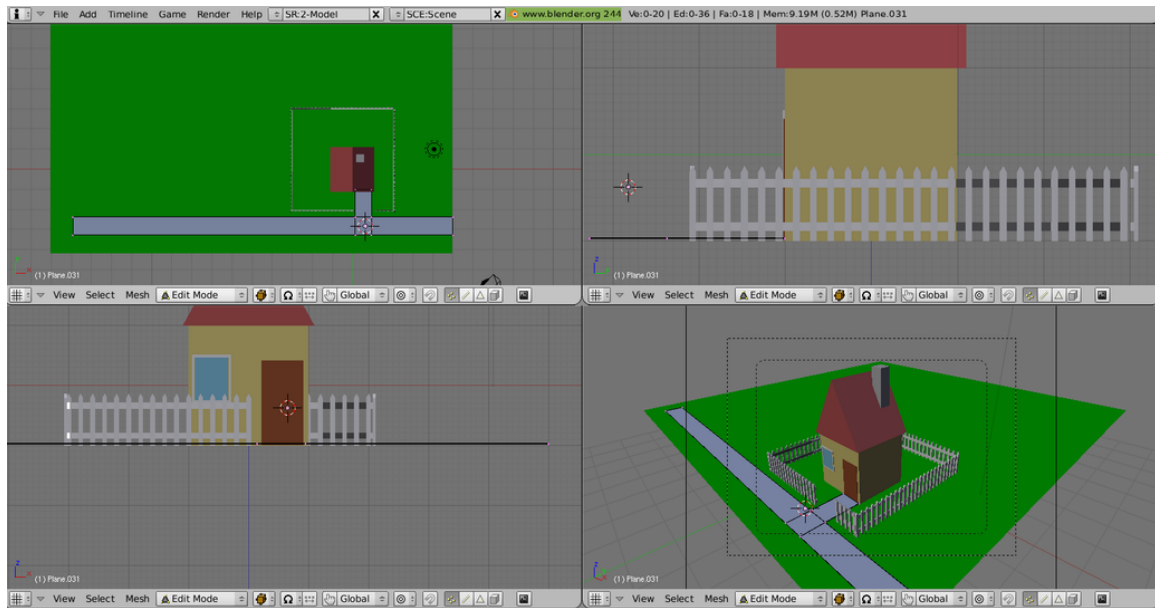 File Add Timeline Game Render Help SR:2-Model X SCE:Scene X www.blender.org 244 Ve:0-20 | Ed:0-36 | Fa:0-18 | Mem:9.19M (0.52M) Plane.031
(1) Plane.031
(1) Plane.031
View Select Mesh Edit Mode Global
View Select Mesh Edit Mode Global
(1) Plane.031
(1) Plane.031
View Select Mesh Edit Mode Global
View Select Mesh Edit Mode Global